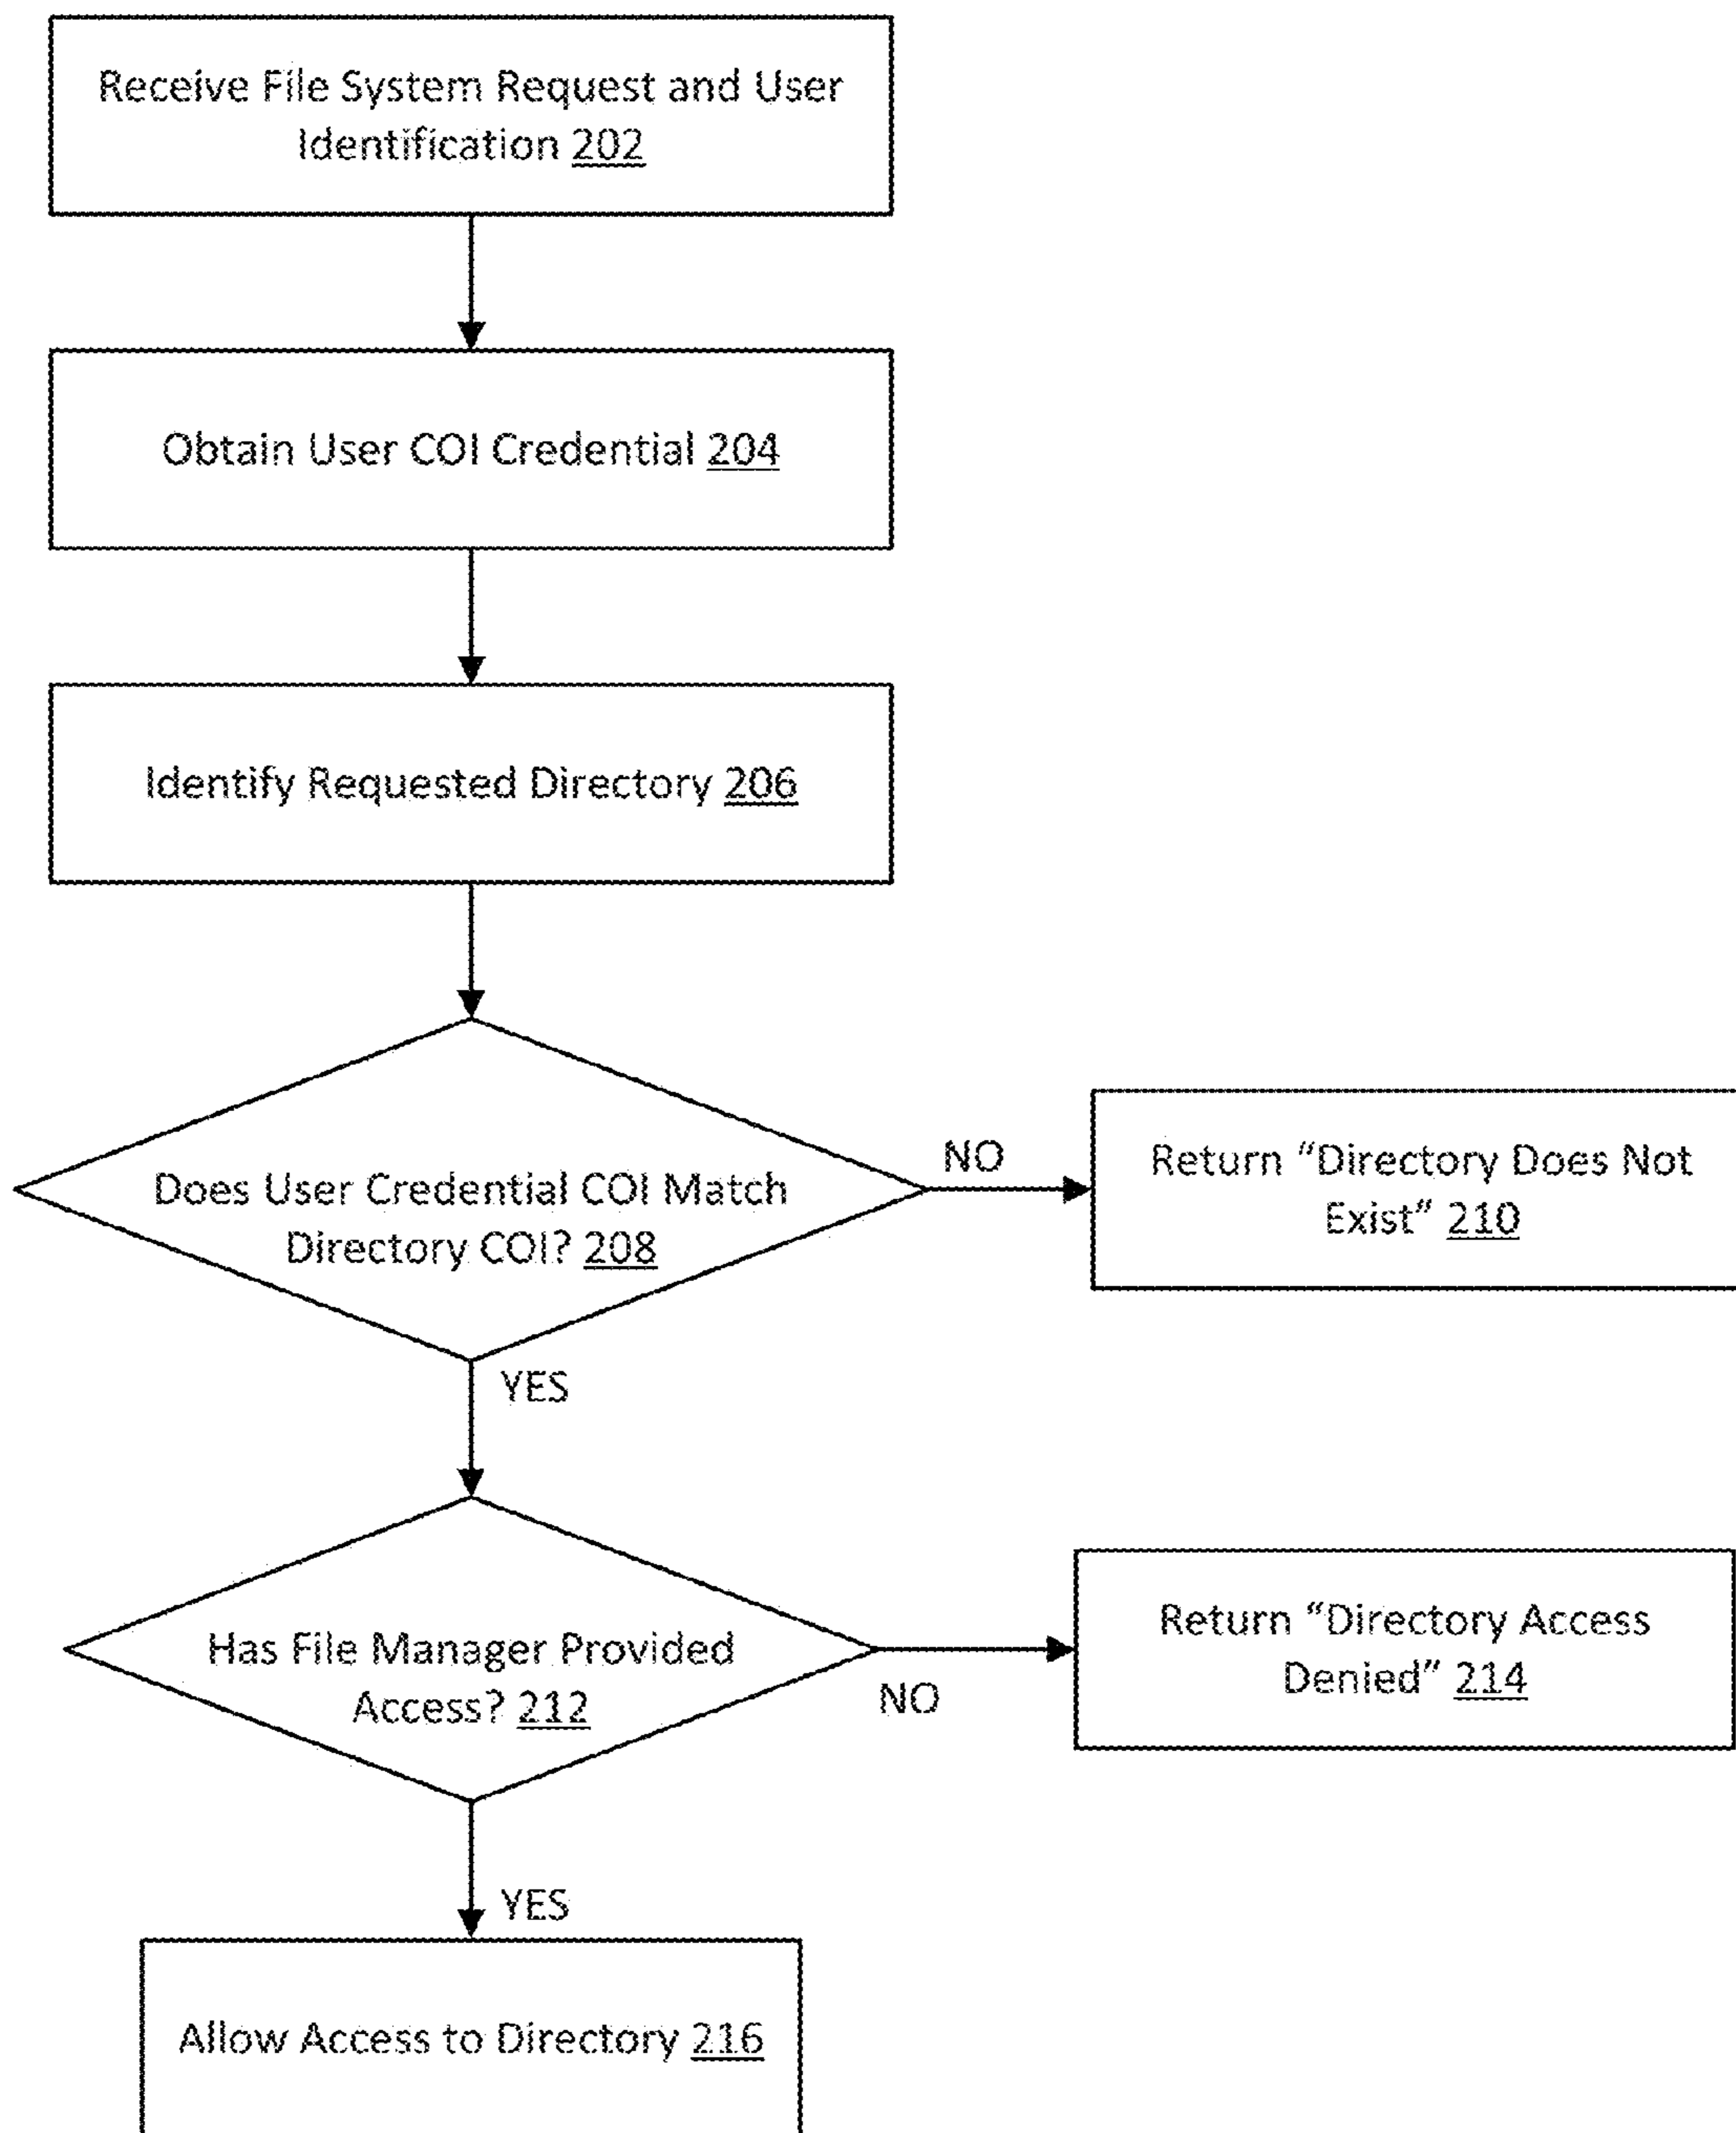 Receive File System Request and User
Identification 202
Obtain User COI Credential 204
Identify Requested Directory 206
Does User Credential COI Match
Directory COI? 208
NO
Return “Directory Does Not
Exist” 210
YES
Has File Manager Provided
Access? 212
NO
Return “Directory Access
Denied” 214
YES
Allow Access to Directory 216